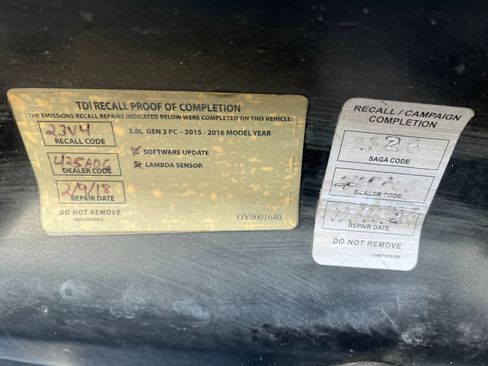 TDI RECALL PROOF OF COMPLETION
THE EMISSIONS RECALL REPAIRS INDICATED BELOW WERE COMPLETED ON THIS VEHICLE:
23V4
RECALL CODE
3.0L GEN 2 PC – 2015 - 2016 MODEL YEAR
SOFTWARE UPDATE
LAMBDA SENSOR
DEALER CODE
2/9/18
REPAIR DATE
DO NOT REMOVE
OY0001640
RECALL / CAMPAIGN
COMPLETION
SAGA CODE
DEALER CODE
REPAIR DATE
DO NOT REMOVE